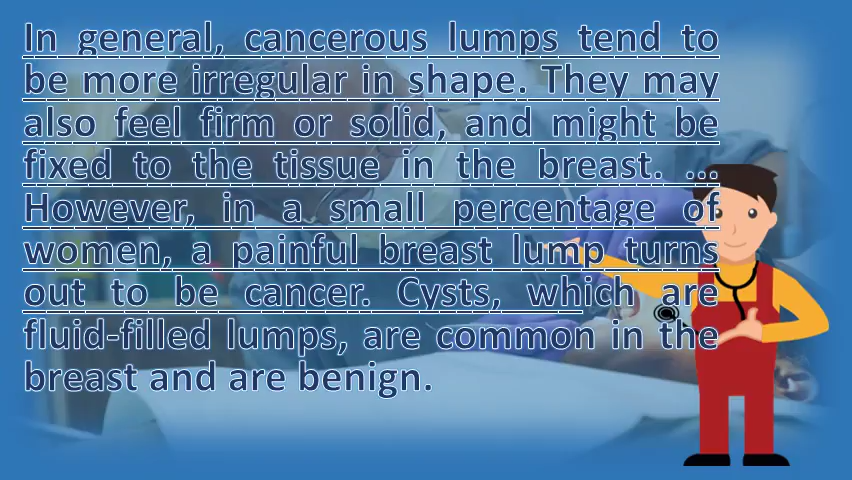 In general, cancerous lumps tend to
be more irregular in shape. They may
also feel firm or solid, and might be
fixed to the tissue in the breast. ...
However, in a small percentage of
women, a painful breast lump turns
out to be cancer. Cysts, which are
fluid-filled lumps, are common in the
breast and are benign.